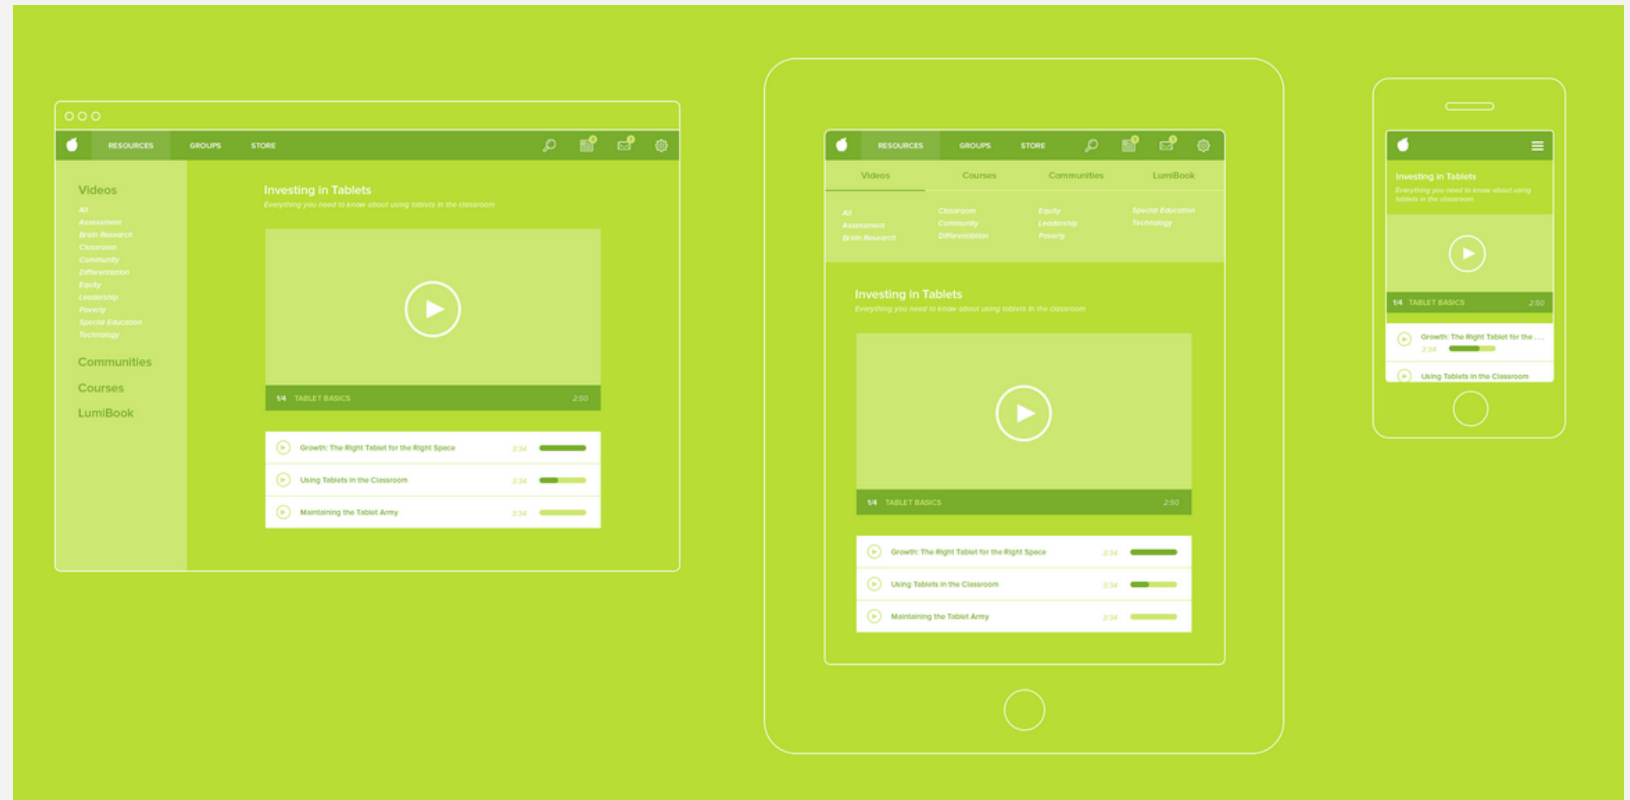 RESOURCES GROUPS STORE
Videos
All
Assessment
Brain Research
Classroom
Community
Differentiation
Equity
Leadership
Poverty
Special Education
Technology
Communities
Courses
LumiBook
Investing in Tablets
Everything you need to know about using tablets in the classroom
1/4 TABLET BASICS 2:50
Growth: The Right Tablet for the Right Space 3:34
Using Tablets in the Classroom 3:34
Maintaining the Tablet Army 3:34
RESOURCES GROUPS STORE
Videos Courses Communities LumiBook
All Classroom Equity Special Education
Assessment Community Leadership Technology
Brain Research Differentiation Poverty
Investing in Tablets
Everything you need to know about using tablets in the classroom
1/4 TABLET BASICS 2:50
Growth: The Right Tablet for the Right Space 3:34
Using Tablets in the Classroom 3:34
Maintaining the Tablet Army 3:34
Investing in Tablets
Everything you need to know about using
tablets in the classroom
1/4 TABLET BASICS 2:50
Growth: The Right Tablet for the . . .
3:34
Using Tablets in the Classroom